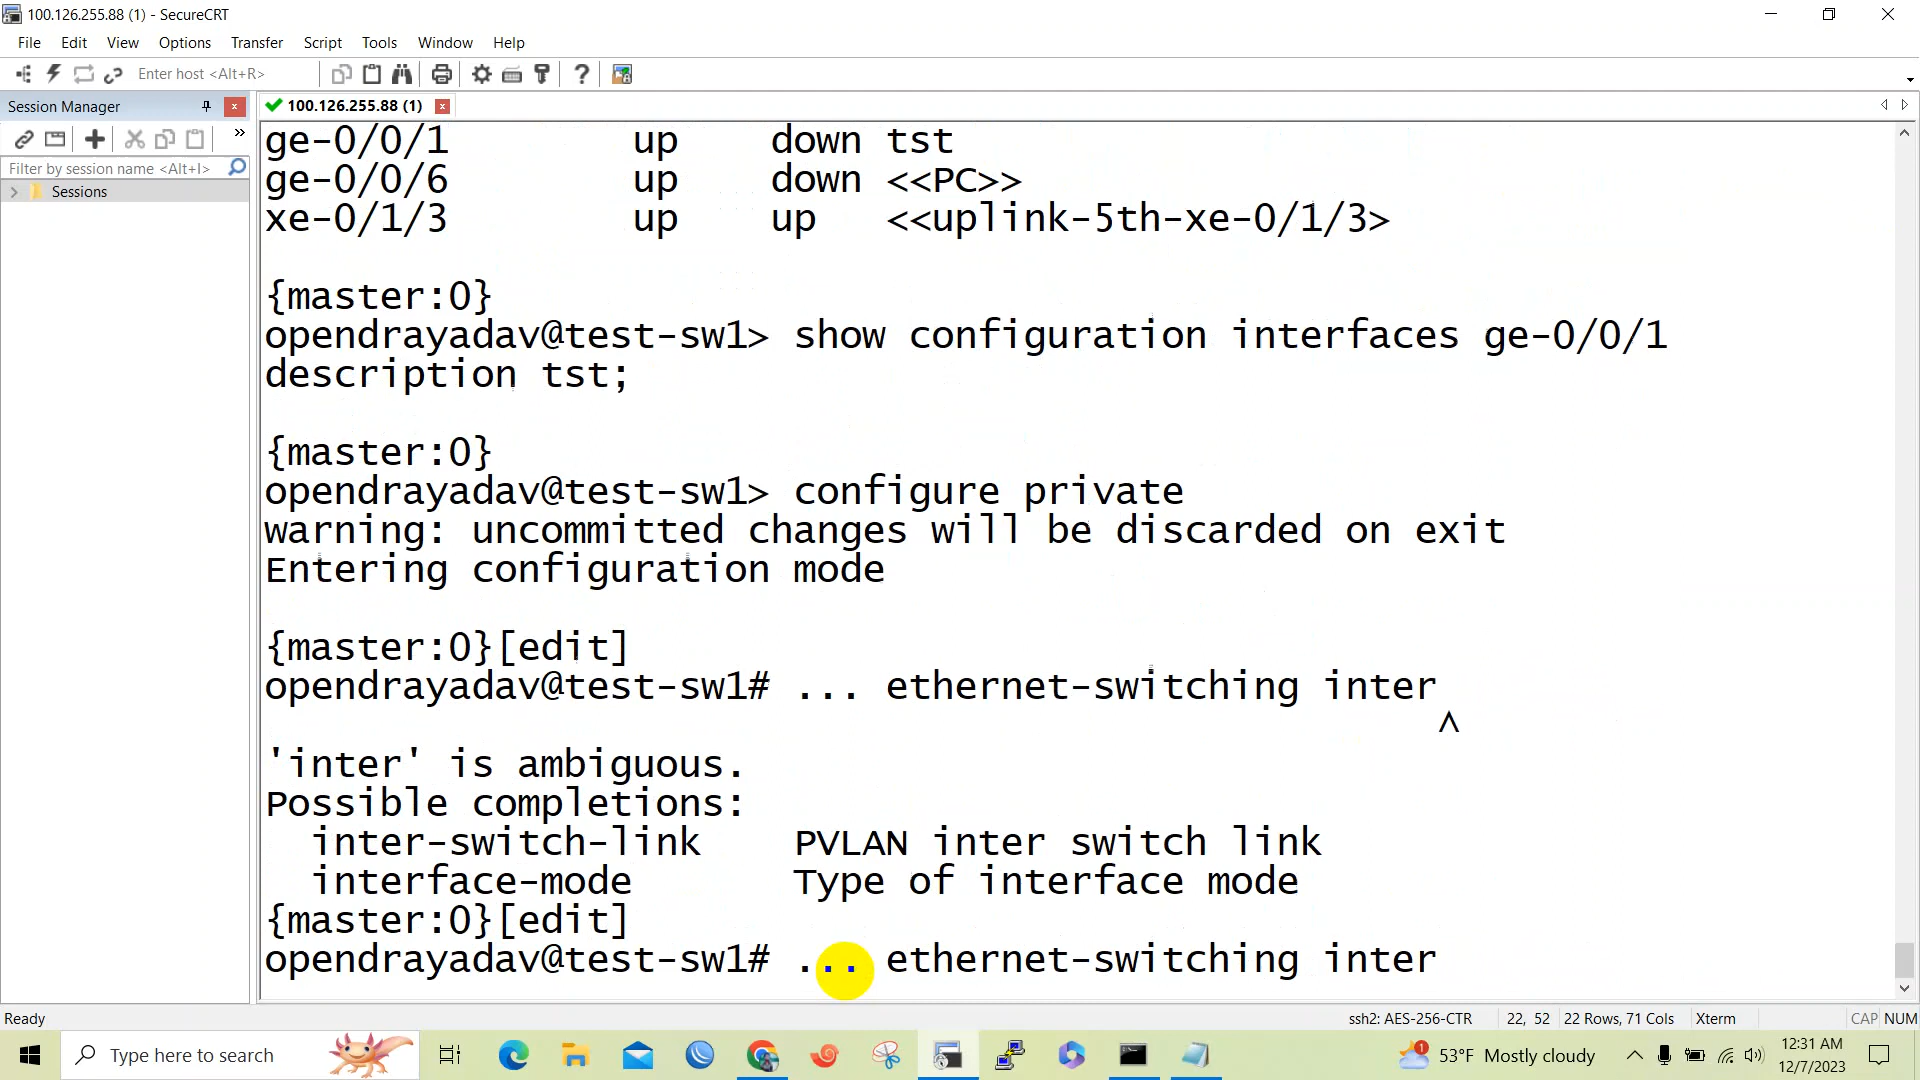 100.126.255.88 (1) - SecureCRT
File Edit View Options Transfer Script Tools Window Help
Enter host <Alt+R>
Session Manager
100.126.255.88 (1)
Filter by session name <Alt+I>
Sessions
ge-0/0/1 up down tst
ge-0/0/6 up down <<PC>>
xe-0/1/3 up up <<uplink-5th-xe-0/1/3>
{master:0}
opendrayadav@test-sw1> show configuration interfaces ge-0/0/1
description tst;
{master:0}
opendrayadav@test-sw1> configure private
warning: uncommitted changes will be discarded on exit
Entering configuration mode
{master:0}[edit]
opendrayadav@test-sw1# ... ethernet-switching inter
^
'inter' is ambiguous.
Possible completions:
inter-switch-link PVLAN inter switch link
interface-mode Type of interface mode
{master:0}[edit]
opendrayadav@test-sw1# ... ethernet-switching inter
Ready ssh2: AES-256-CTR 22, 52 22 Rows, 71 Cols Xterm CAP NUM
Type here to search
1
53°F Mostly cloudy
12:31 AM
12/7/2023